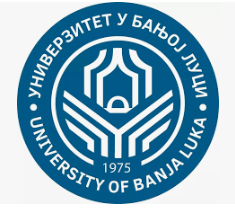 УНИВЕРЗИТЕТ У БАЊОЈ ЛУЦИ
1975
UNIVERSITY OF BANJA LUKA